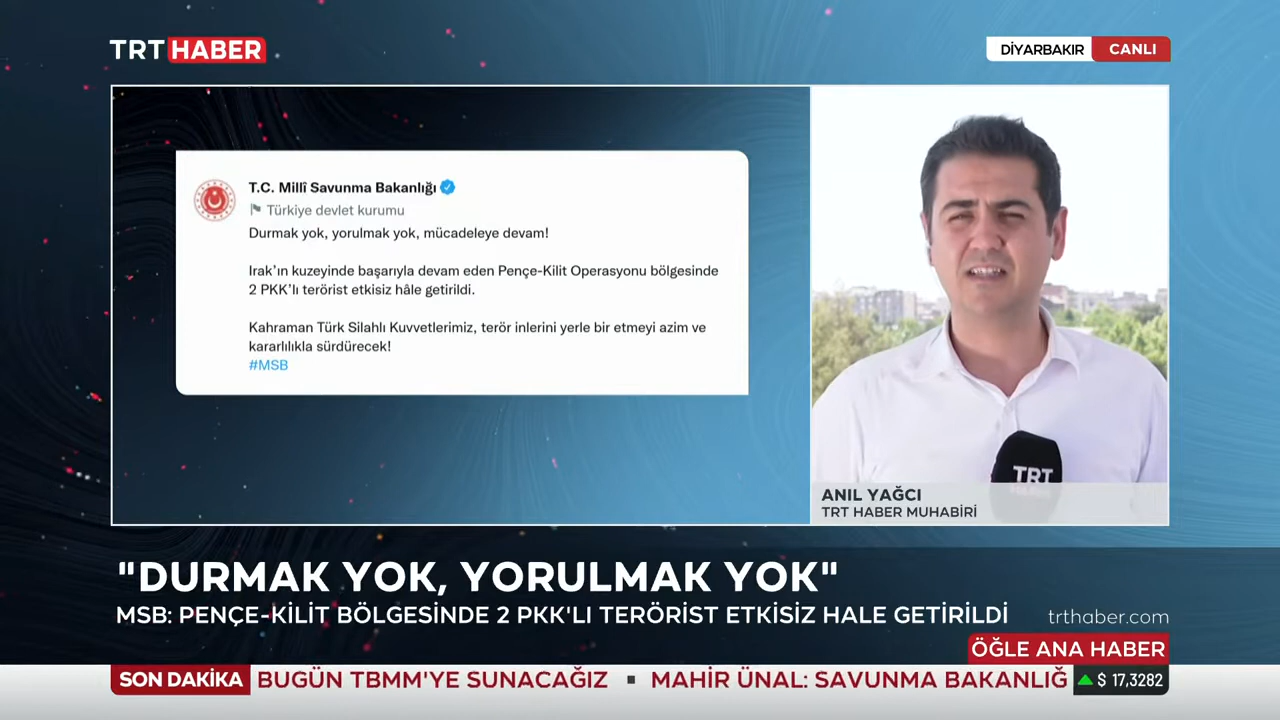 TRT HABER
DİYARBAKIR CANLI
T.C. Millî Savunma Bakanlığı
Türkiye devlet kurumu
Durmak yok, yorulmak yok, mücadeleye devam!
Irak'ın kuzeyinde başarıyla devam eden Pençe-Kilit Operasyonu bölgesinde
2 PKK'lı terörist etkisiz hâle getirildi.
Kahraman Türk Silahlı Kuvvetlerimiz, terör inlerini yerle bir etmeyi azim ve
kararlılıkla sürdürecek!
#MSB
TRT
ANIL YAĞCI
TRT HABER MUHABİRİ
"DURMAK YOK, YORULMAK YOK"
MSB: PENÇE-KİLİT BÖLGESİNDE 2 PKK'LI TERÖRİST ETKİSİZ HALE GETİRİLDİ
trthaber.com
ÖĞLE ANA HABER
SON DAKİKA BUGÜN TBMM'YE SUNACAĞIZ ▪ MAHİR ÜNAL: SAVUNMA BAKANLIĞ
$ 17,3282